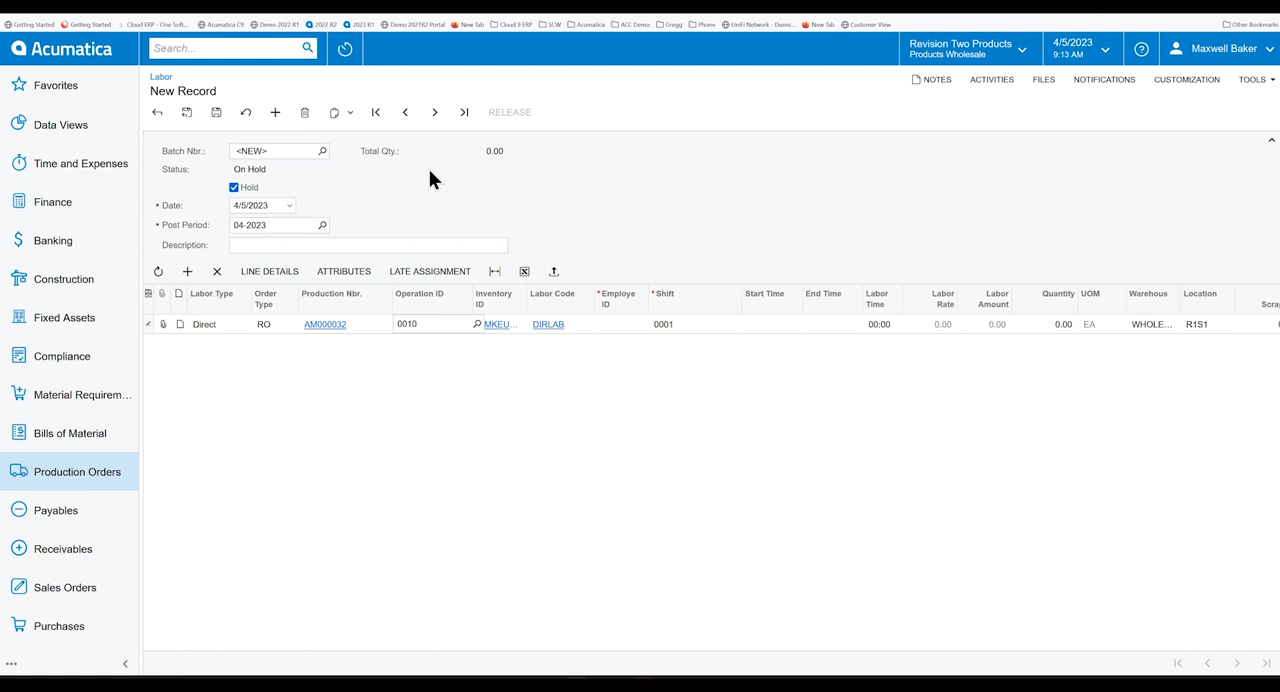 Getting Started Getting Started Cloud ERP - One Soft... Acumatica C9 Demo 2022 R1 2022 R2 2023 R1 Demo 2021R2 Portal New Tab Cloud 9 ERP SCW Acumatica ACC Demo Gregg Phone UniFi Network - Dunni... New Tab Customer View Other Bookmarks
Acumatica Search... Revision Two Products 4/5/2023 Maxwell Baker
Products Wholesale 9:13 AM
Favorites
Data Views
Time and Expenses
Finance
Banking
Construction
Fixed Assets
Compliance
Material Requirem...
Bills of Material
Production Orders
Payables
Receivables
Sales Orders
Purchases
Labor
New Record
NOTES ACTIVITIES FILES NOTIFICATIONS CUSTOMIZATION TOOLS
RELEASE
Batch Nbr.: <NEW> Total Qty.: 0.00
Status: On Hold
Hold
* Date: 4/5/2023
* Post Period: 04-2023
Description:
LINE DETAILS ATTRIBUTES LATE ASSIGNMENT
Labor Type Order Type Production Nbr. Operation ID Inventory ID Labor Code *Employe ID *Shift Start Time End Time Labor Time Labor Rate Labor Amount Quantity UOM Warehous Location Scrap
Direct RO AM000032 0010 MKEU... DIRLAB 0001 00:00 0.00 0.00 0.00 EA WHOLE... R1S1